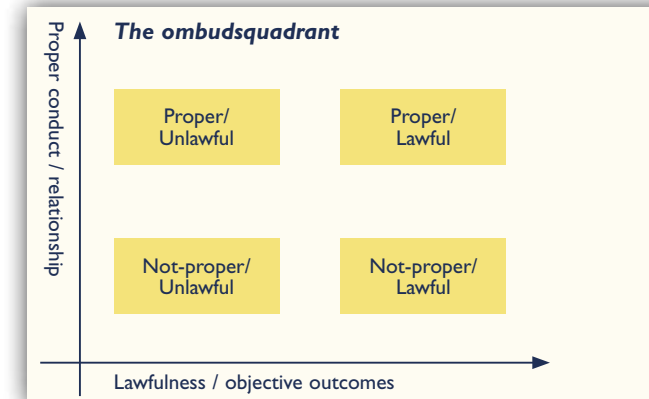 The ombudsquadrant
Proper conduct / relationship
Proper/
Unlawful
Proper/
Lawful
Not-proper/
Unlawful
Not-proper/
Lawful
Lawfulness / objective outcomes